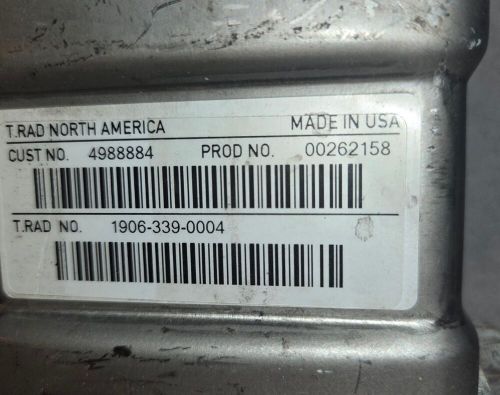 T.RAD NORTH AMERICA MADE IN USA
CUST NO. 4988884 PROD NO. 00262158
T.RAD NO. 1906-339-0004